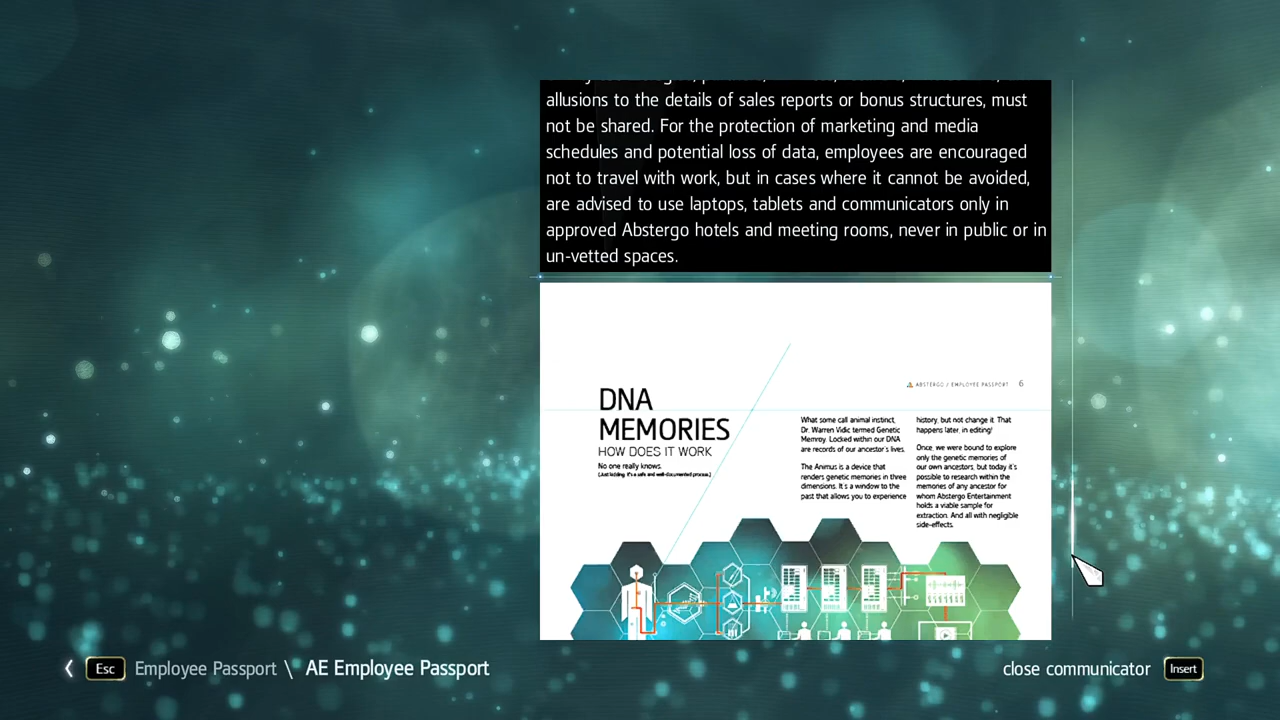 allusions to the details of sales reports or bonus structures, must
not be shared. For the protection of marketing and media
schedules and potential loss of data, employees are encouraged
not to travel with work, but in cases where it cannot be avoided,
are advised to use laptops, tablets and communicators only in
approved Abstergo hotels and meeting rooms, never in public or in
un-vetted spaces.
ABSTERGO / EMPLOYEE PASSPORT 6
DNA
MEMORIES
HOW DOES IT WORK
No one really knows.
(Just kidding. It's a safe and well-documented process.)
What some call animal instinct,
Dr. Warren Vidic termed Genetic
Memroy. Locked within our DNA
are records of our ancestor's lives.
The Animus is a device that
renders genetic memories in three
dimensions. It's a window to the
past that allows you to experience
history, but not change it. That
happens later, in editing!
Once, we were bound to explore
only the genetic memories of
our own ancestors, but today it's
possible to research within the
memories of any ancestor for
whom Abstergo Entertainment
holds a viable sample for
extraction. And all with negligible
side-effects.
Esc Employee Passport \ AE Employee Passport
close communicator Insert